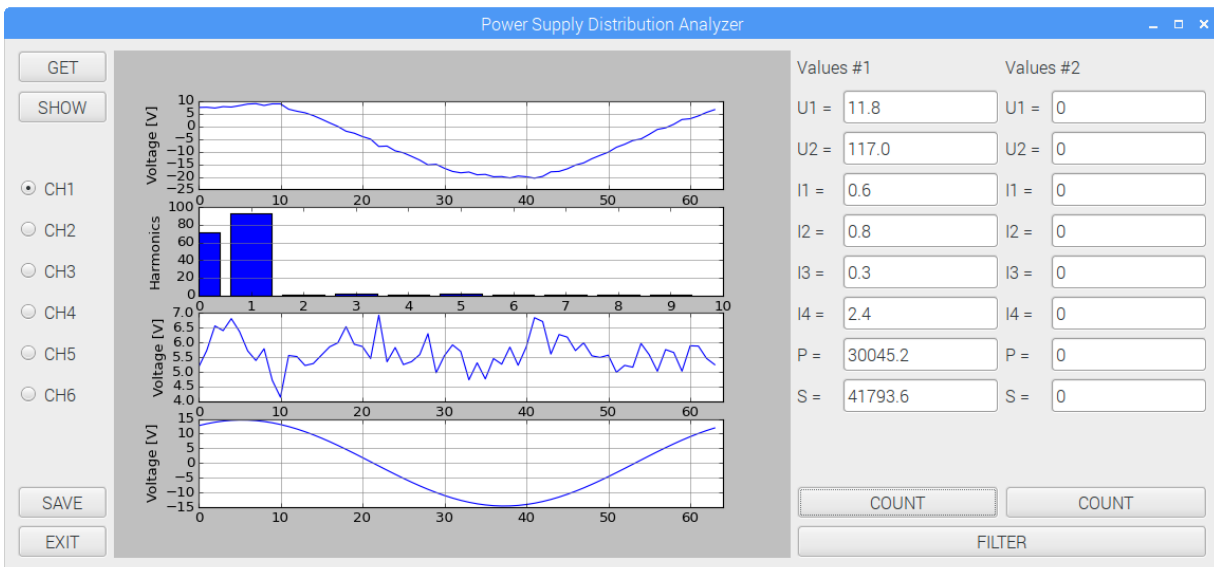 Power Supply Distribution Analyzer
GET
SHOW
CH1
CH2
CH3
CH4
CH5
CH6
SAVE
EXIT
Voltage [V]
10
5
0
−5
−10
−15
−20
−25
0 10 20 30 40 50 60
Harmonics
100
80
60
40
20
0
0 1 2 3 4 5 6 7 8 9 10
Voltage [V]
7.0
6.5
6.0
5.5
5.0
4.5
4.0
0 10 20 30 40 50 60
Voltage [V]
15
10
5
0
−5
−10
−15
0 10 20 30 40 50 60
Values #1
U1 = 11.8
U2 = 117.0
I1 = 0.6
I2 = 0.8
I3 = 0.3
I4 = 2.4
P = 30045.2
S = 41793.6
COUNT
Values #2
U1 = 0
U2 = 0
I1 = 0
I2 = 0
I3 = 0
I4 = 0
P = 0
S = 0
COUNT
FILTER